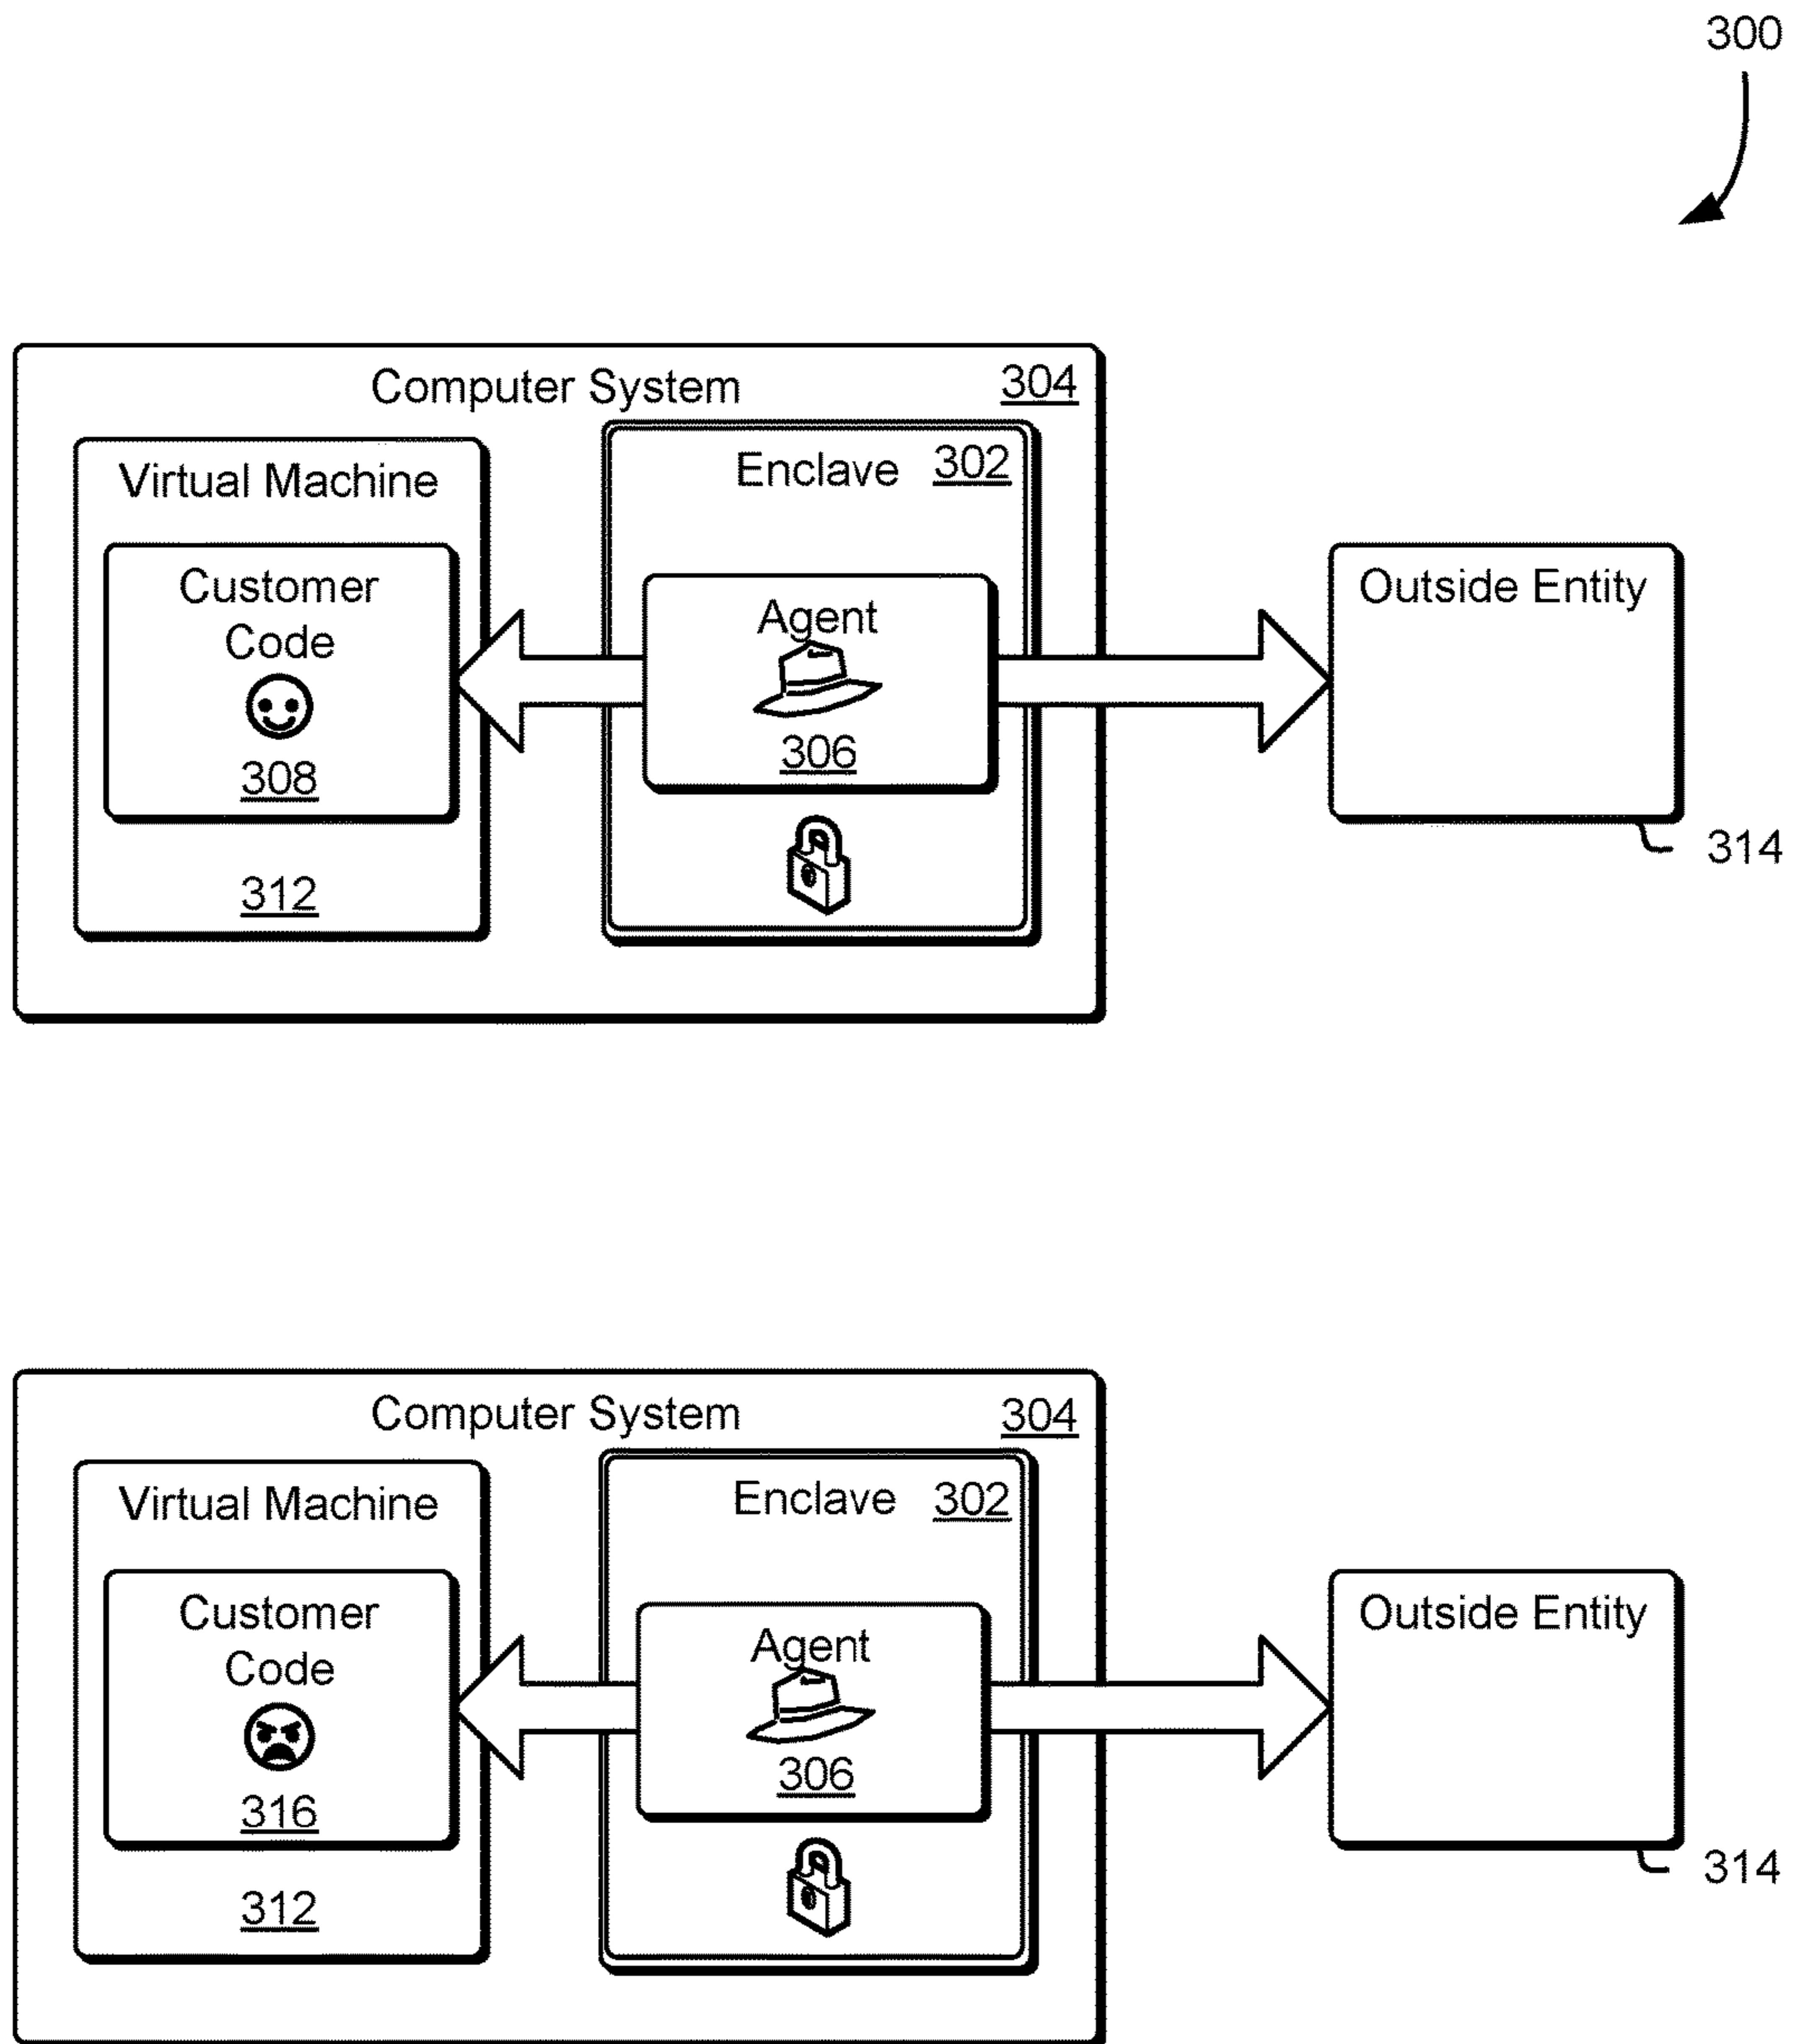 300
Computer System 304
Virtual Machine
Enclave 302
Customer
Code
308
312
Agent
306
Outside Entity
314
Computer System 304
Virtual Machine
Enclave 302
Customer
Code
316
312
Agent
306
Outside Entity
314